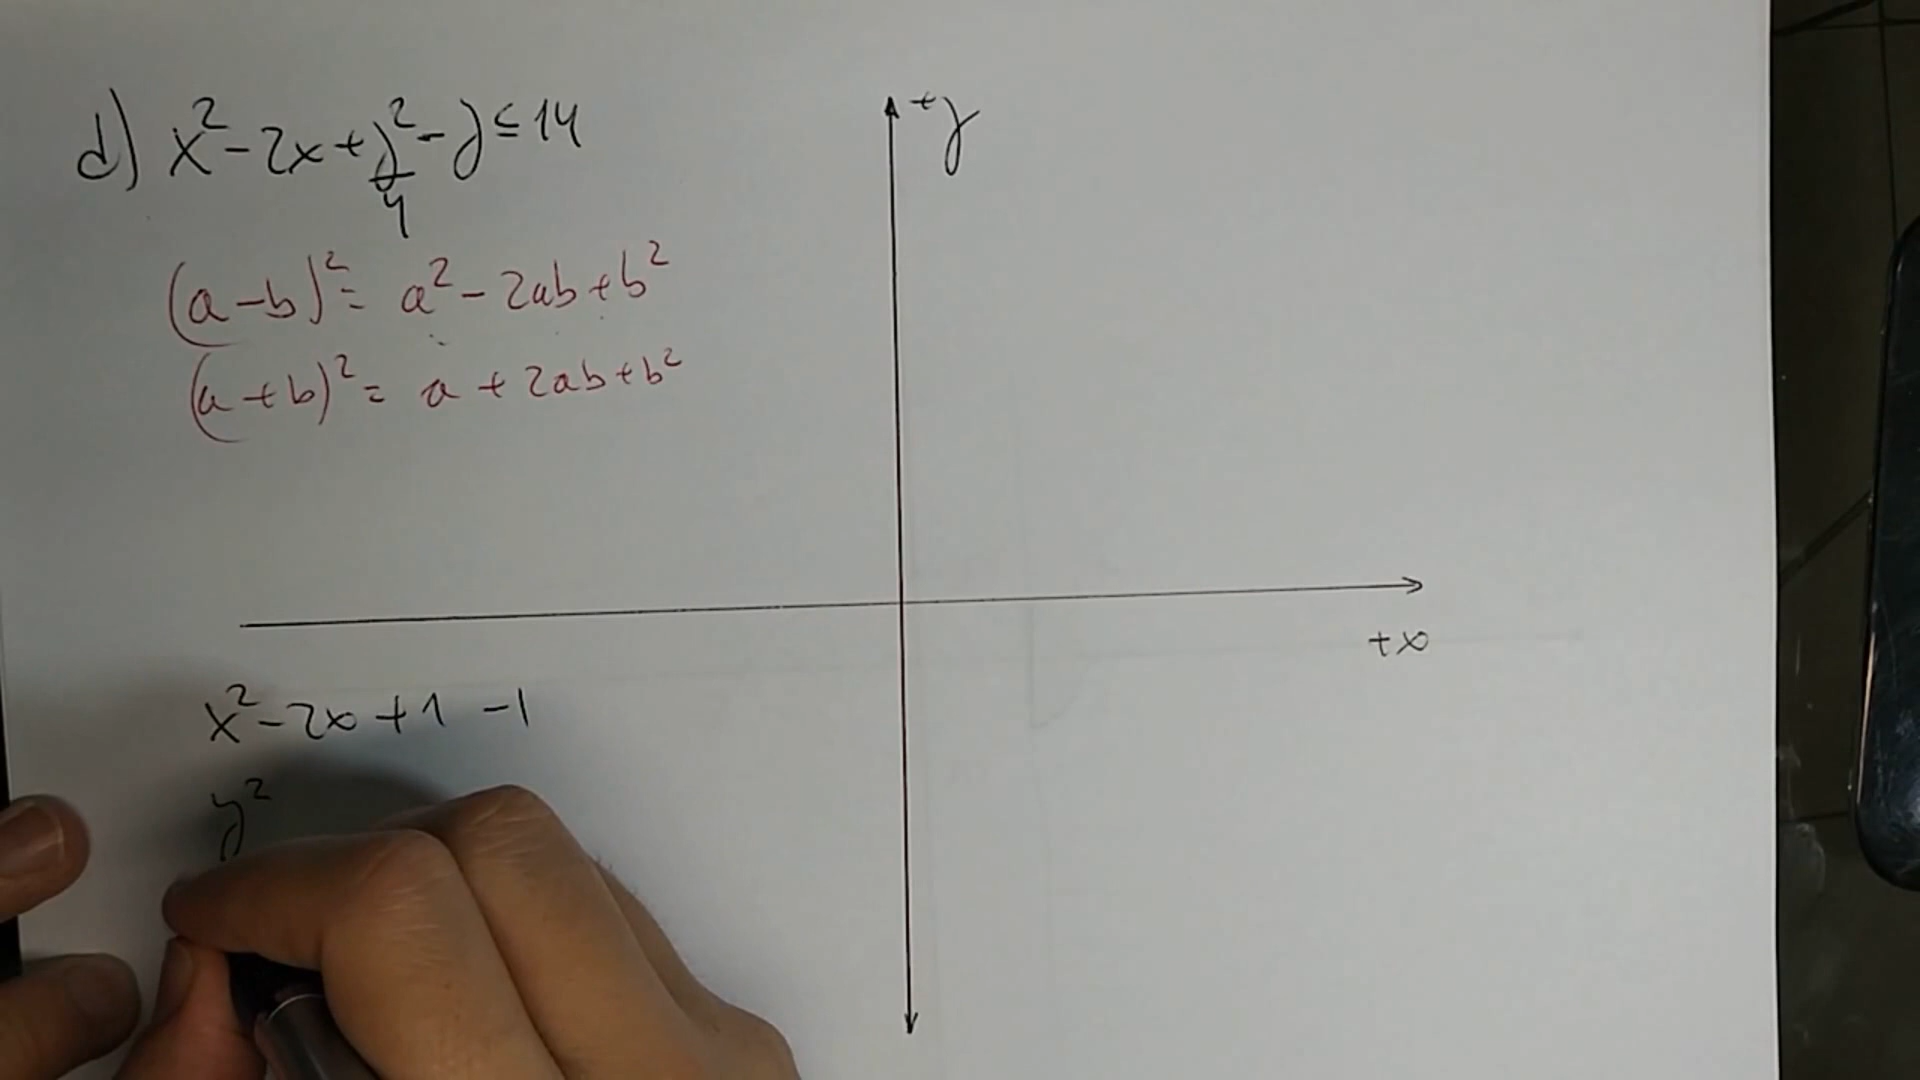 d) x² - 2x + y²/4 - y ≤ 14
+y
(a - b)² = a² - 2ab + b²
(a + b)² = a + 2ab + b²
+x
x² - 2x + 1 - 1
y²